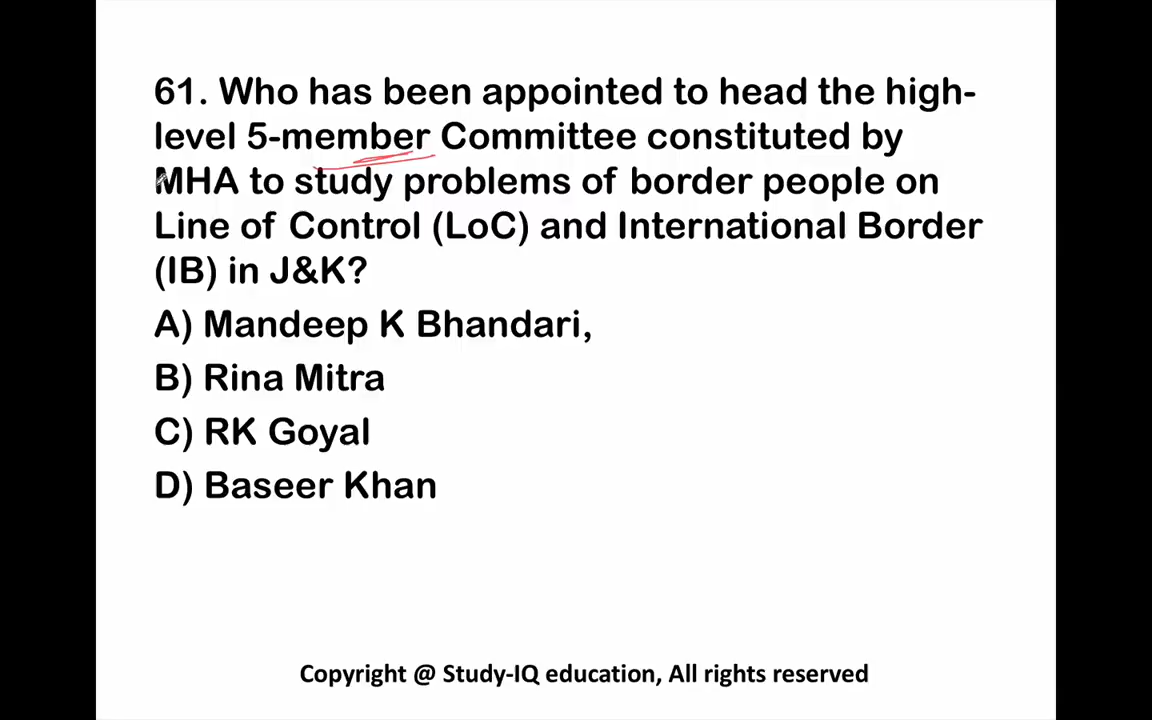 61. Who has been appointed to head the high-
level 5-member Committee constituted by
MHA to study problems of border people on
Line of Control (LoC) and International Border
(IB) in J&K?
A) Mandeep K Bhandari,
B) Rina Mitra
C) RK Goyal
D) Baseer Khan
Copyright @ Study-IQ education, All rights reserved